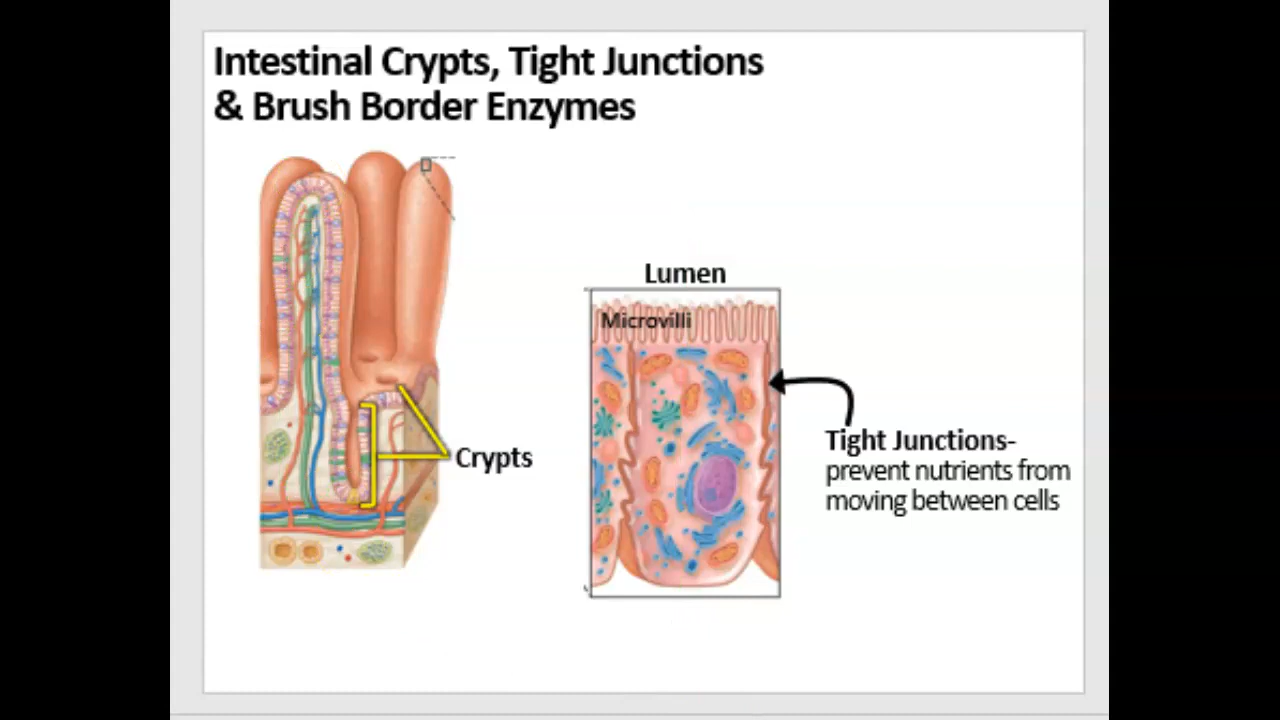 Intestinal Crypts, Tight Junctions
& Brush Border Enzymes
Lumen
Microvilli
Tight Junctions-
prevent nutrients from
moving between cells
Crypts